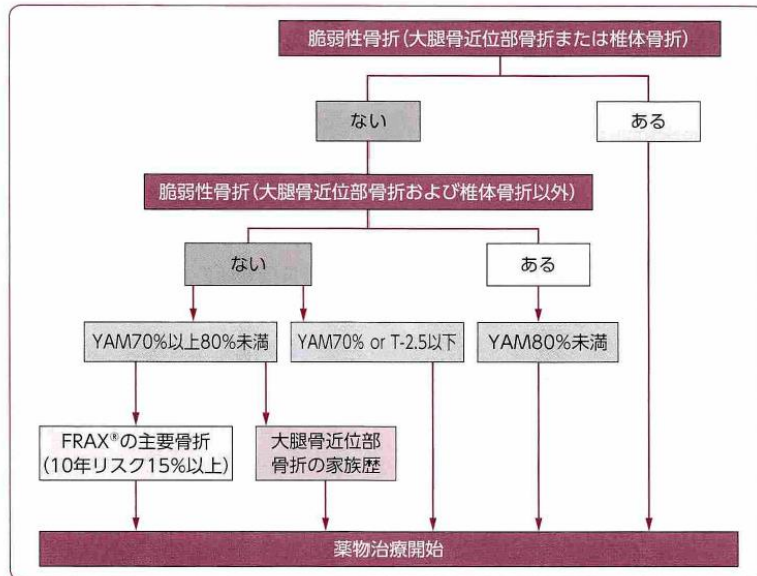 脆弱性骨折(大腿骨近位部骨折または椎体骨折)
ない
ある
脆弱性骨折(大腿骨近位部骨折および椎体骨折以外)
ない
ある
YAM70%以上80%未満
YAM70% or T-2.5以下
YAM80%未満
FRAX®の主要骨折
(10年リスク15%以上)
大腿骨近位部
骨折の家族歴
薬物治療開始